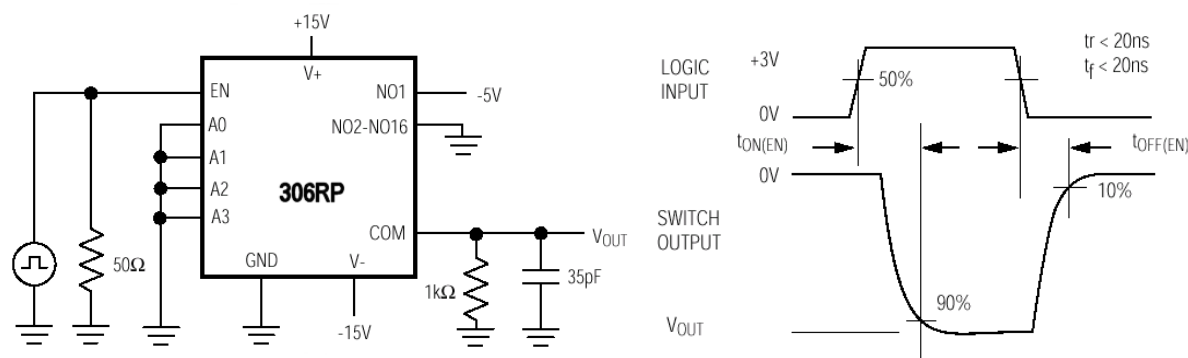 +15V
V+
EN
A0
A1
A2
A3
NO1
-5V
NO2-NO16
306RP
COM
VOUT
GND
V-
50Ω
1kΩ
35pF
-15V
LOGIC
INPUT
+3V
50%
0V
tr < 20ns
tf < 20ns
tON(EN)
tOFF(EN)
0V
10%
SWITCH
OUTPUT
90%
VOUT